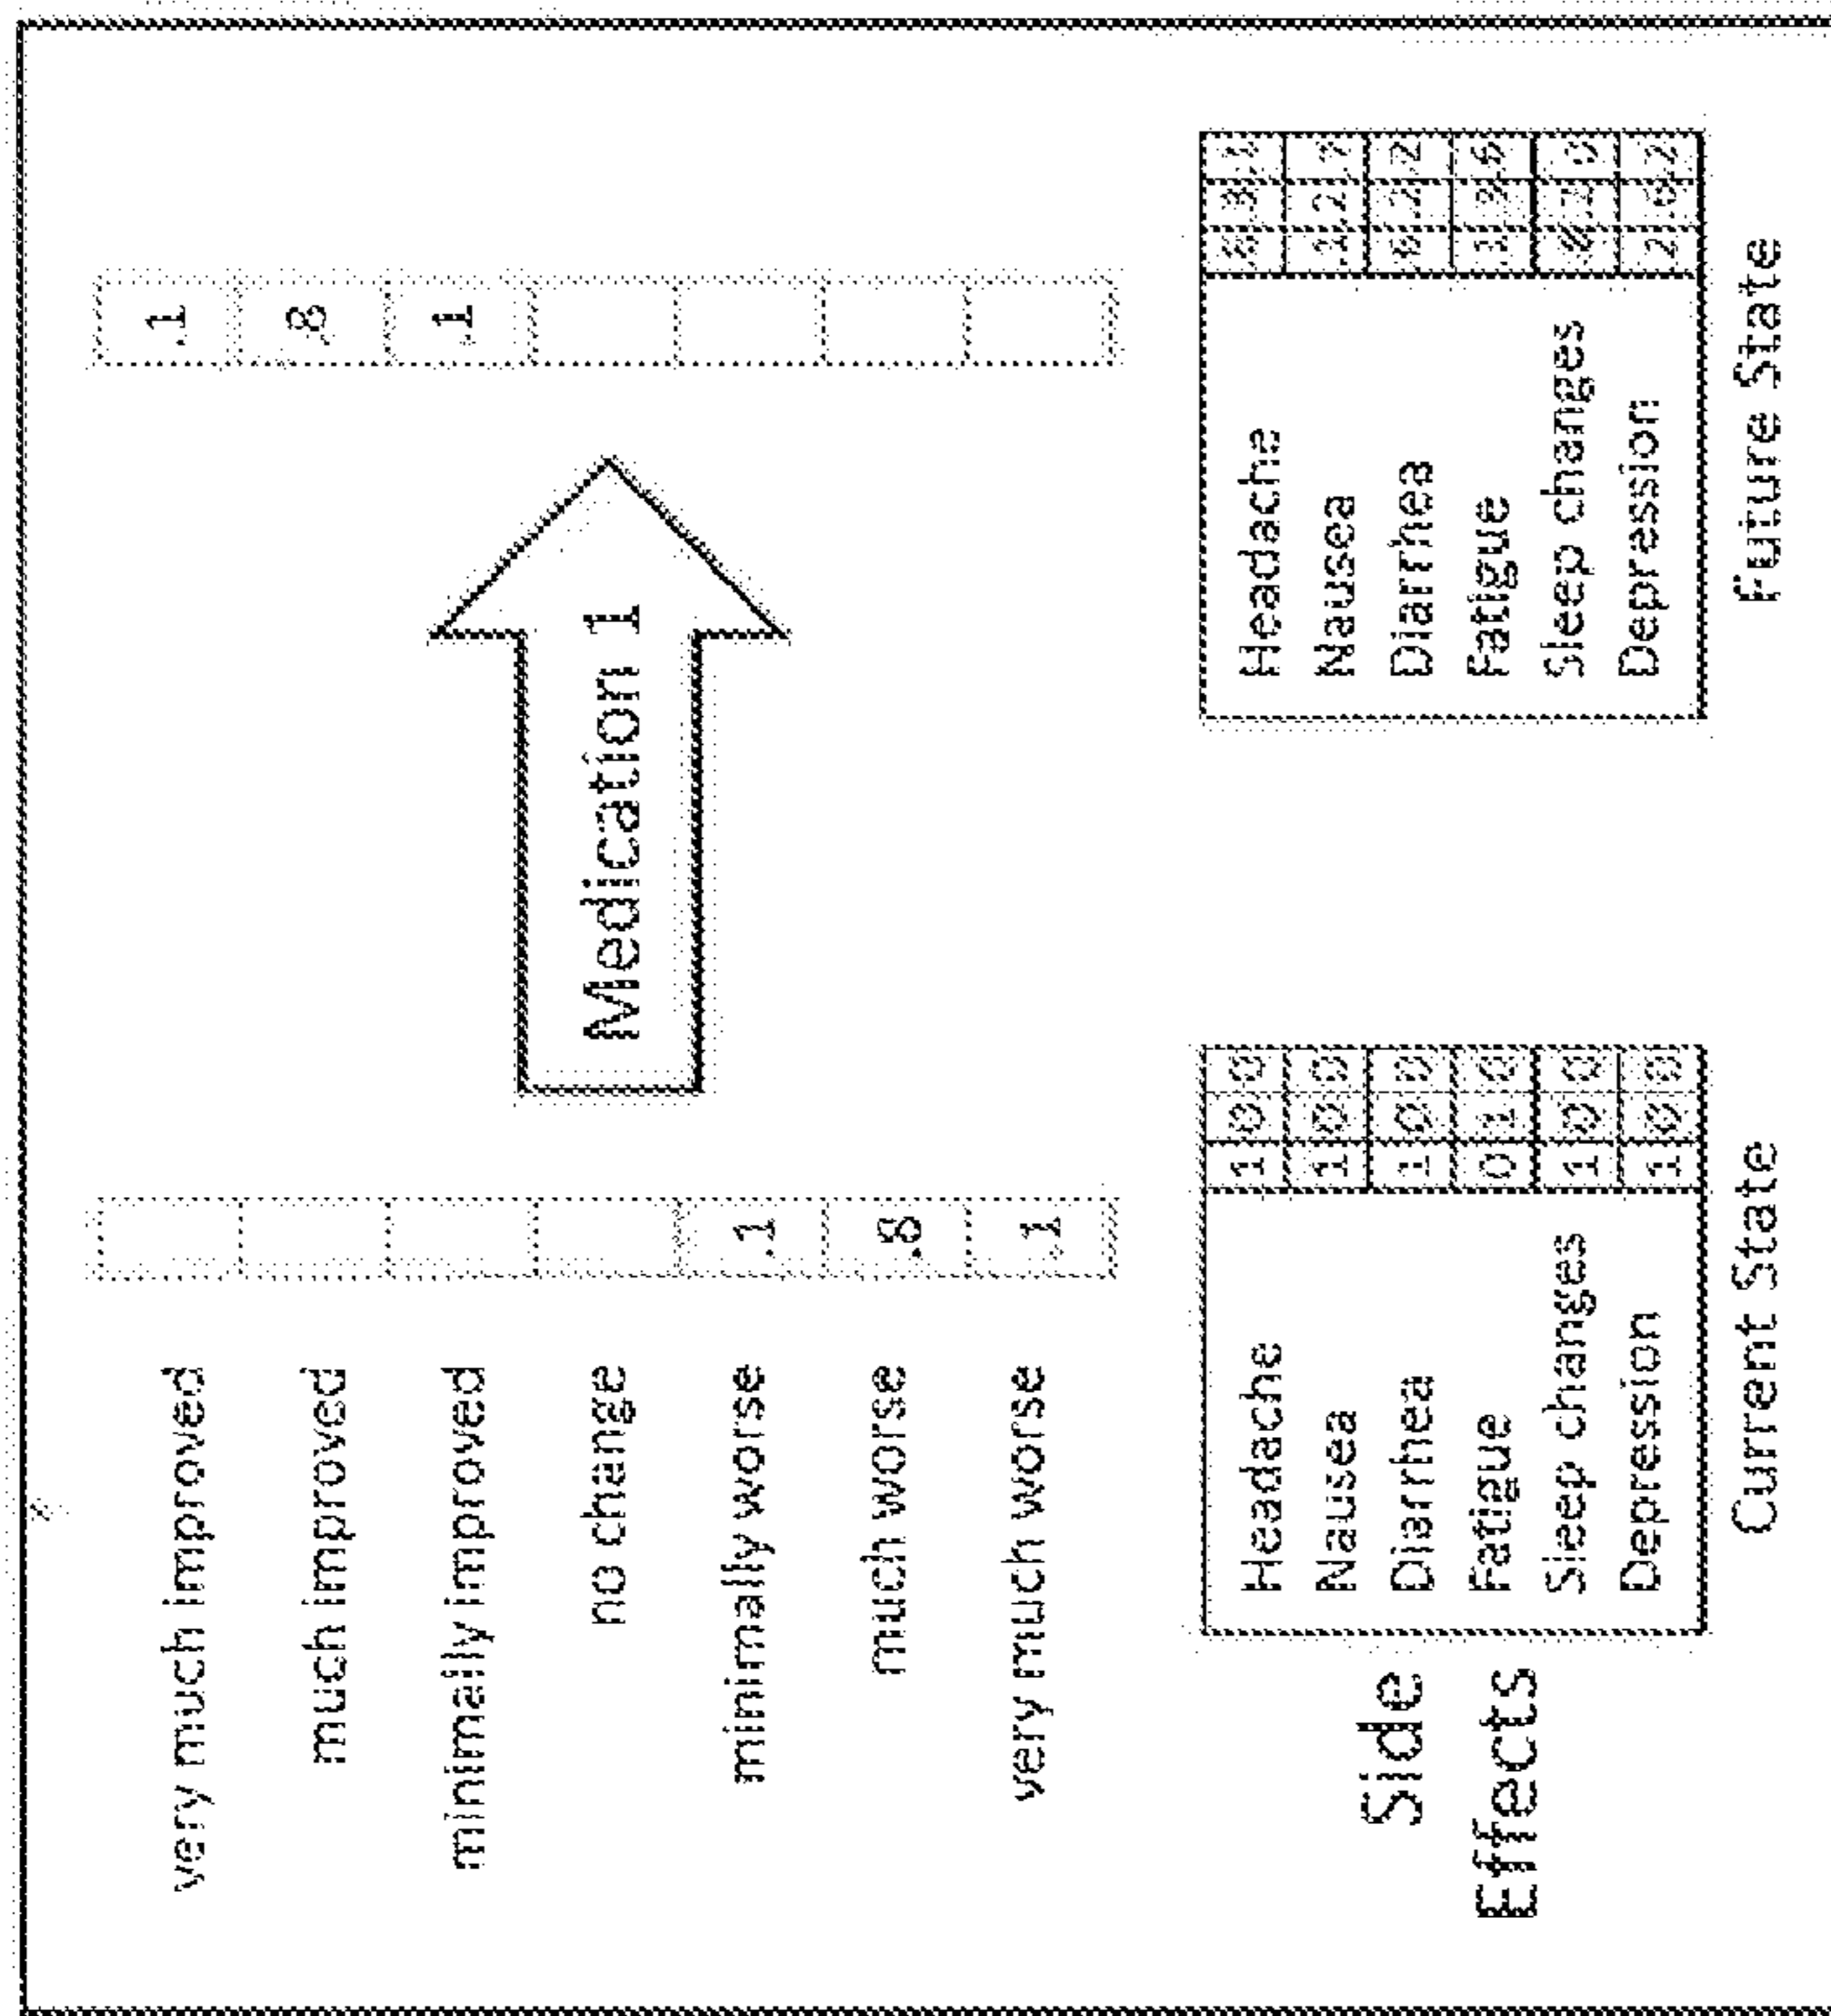 very much improved .1
much improved .8
minimally improved .1
no change
minimally worse .1
much worse .8
very much worse .1
Medication 1
Side
Effects
Headache 1 0 0
Nausea 1 0 0
Diarrhea 1 0 0
Fatigue 0 1 0
Sleep changes 1 0 0
Depression 1 0 0
Current State
Headache
Nausea
Diarrhea
Fatigue
Sleep changes
Depression
Future State